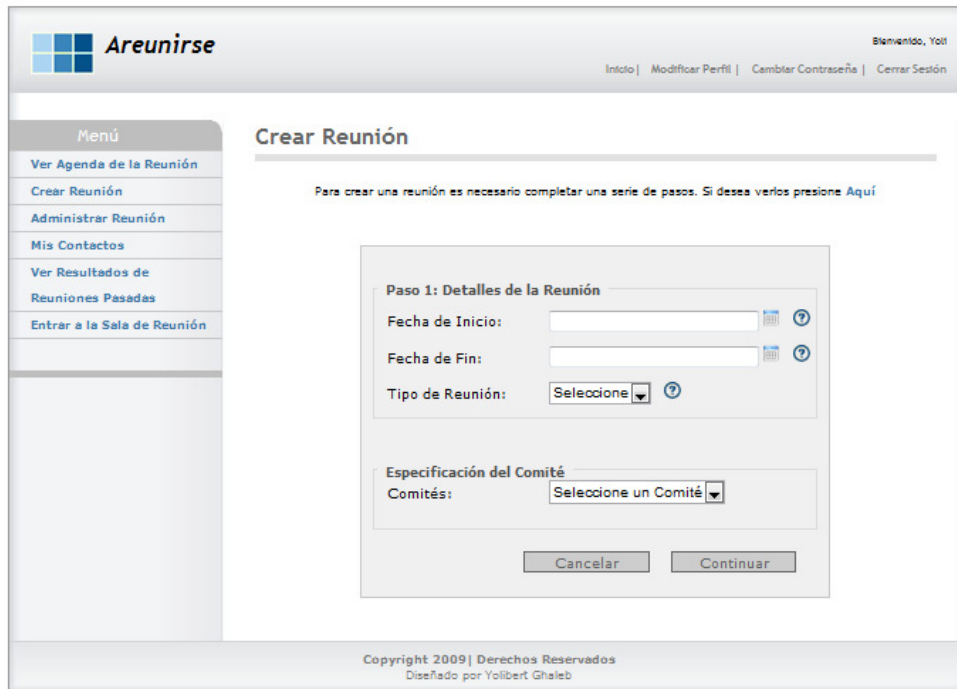 Areunirse
Bienvenido, Yoli
Inicio | Modificar Perfil | Cambiar Contraseña | Cerrar Sesión
Menú
Ver Agenda de la Reunión
Crear Reunión
Administrar Reunión
Mis Contactos
Ver Resultados de
Reuniones Pasadas
Entrar a la Sala de Reunión
Crear Reunión
Para crear una reunión es necesario completar una serie de pasos. Si desea verlos presione Aquí
Paso 1: Detalles de la Reunión
Fecha de Inicio:
Fecha de Fin:
Tipo de Reunión: Seleccione
Especificación del Comité
Comités: Seleccione un Comité
Cancelar Continuar
Copyright 2009| Derechos Reservados
Diseñado por Yolibert Ghaleb